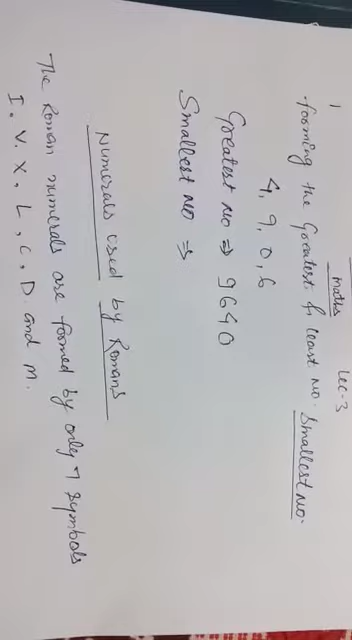 Maths Lec-3
1
forming the Greatest & least no. Smallest no.
4, 9, 0, 6
Greatest no ⇒ 9640
Smallest no ⇒
Numerals used by Romans
The Roman numerals are formed by only 7 symbols
I, V, X, L, C, D and M.